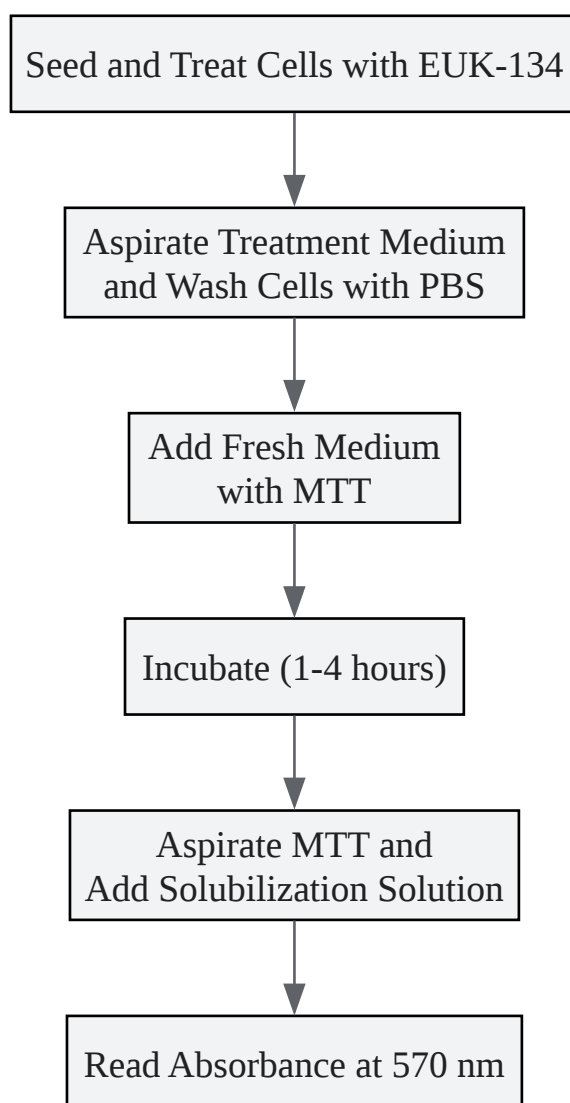 Seed and Treat Cells with EUK-134
Aspirate Treatment Medium
and Wash Cells with PBS
Add Fresh Medium
with MTT
Incubate (1-4 hours)
Aspirate MTT and
Add Solubilization Solution
Read Absorbance at 570 nm